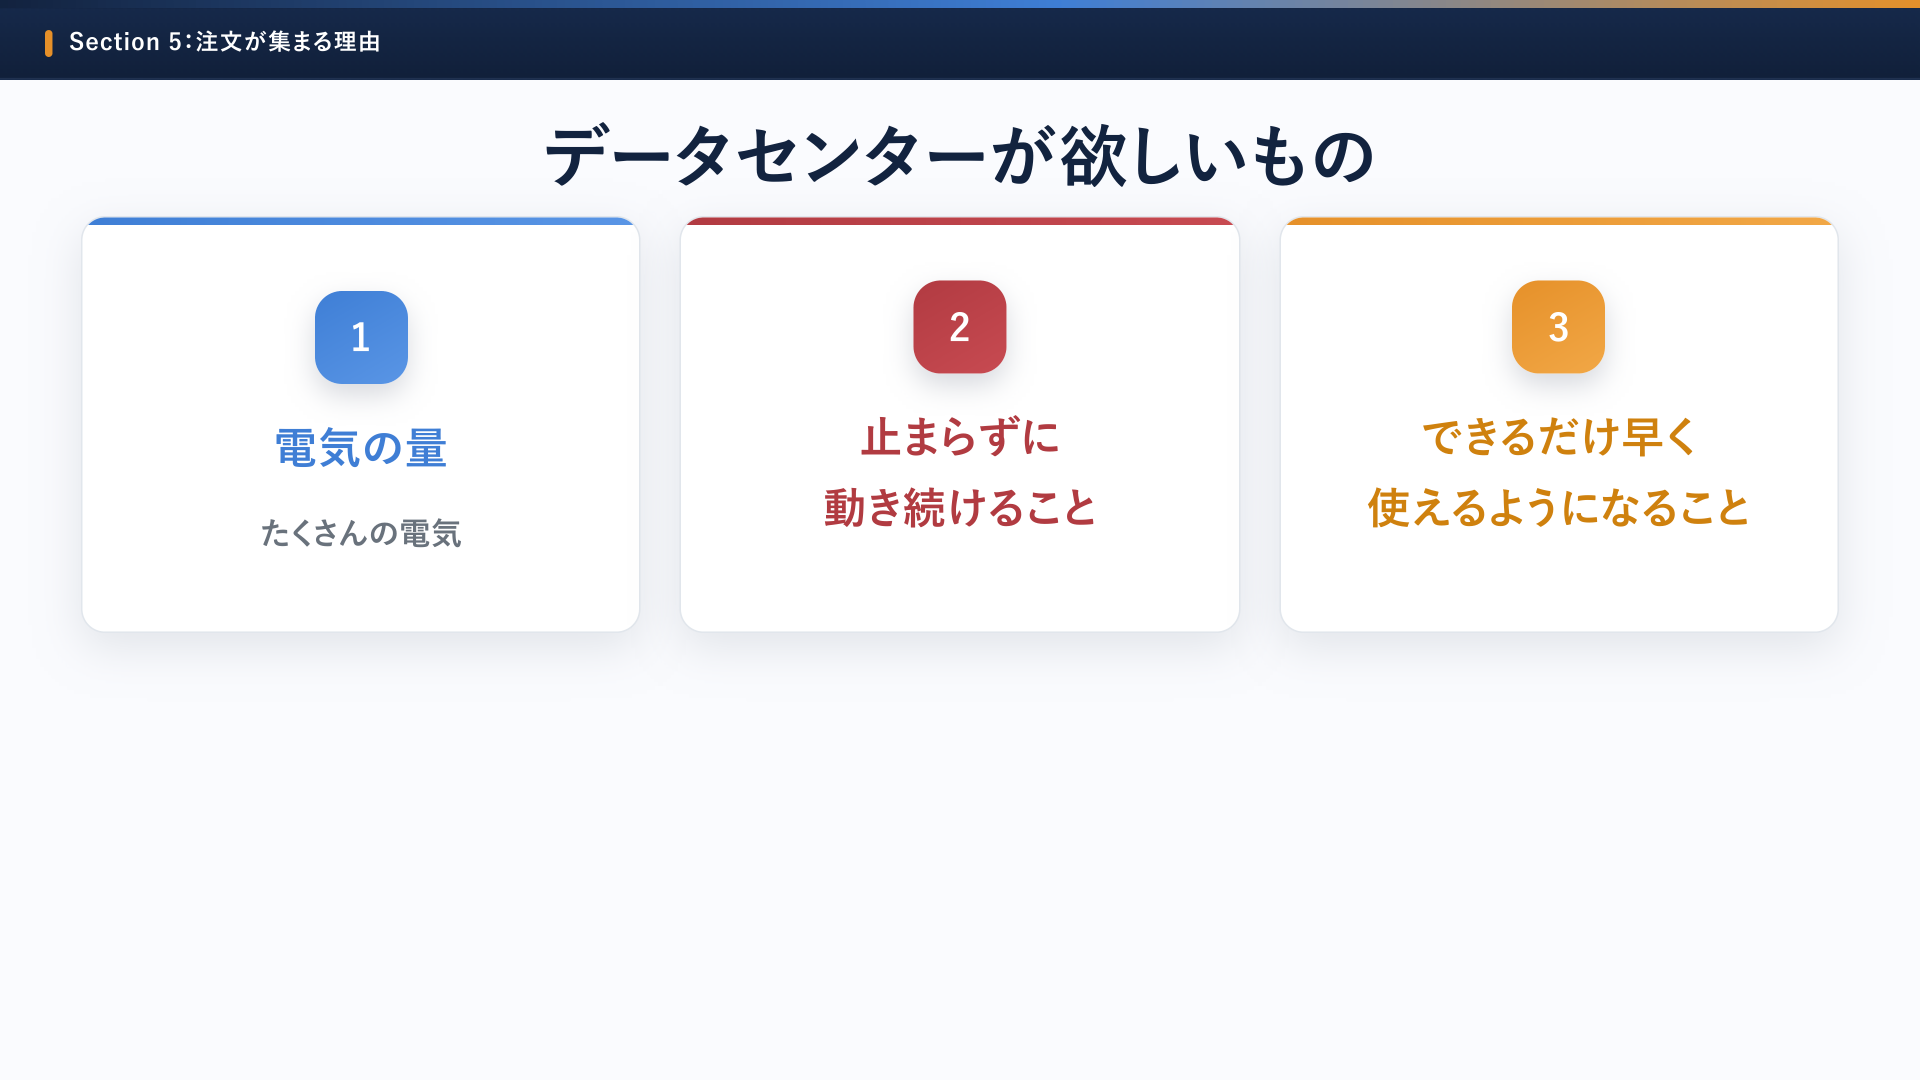 Section 5：注文が集まる理由
データセンターが欲しいもの
1
電気の量
たくさんの電気
2
止まらずに
動き続けること
3
できるだけ早く
使えるようになること